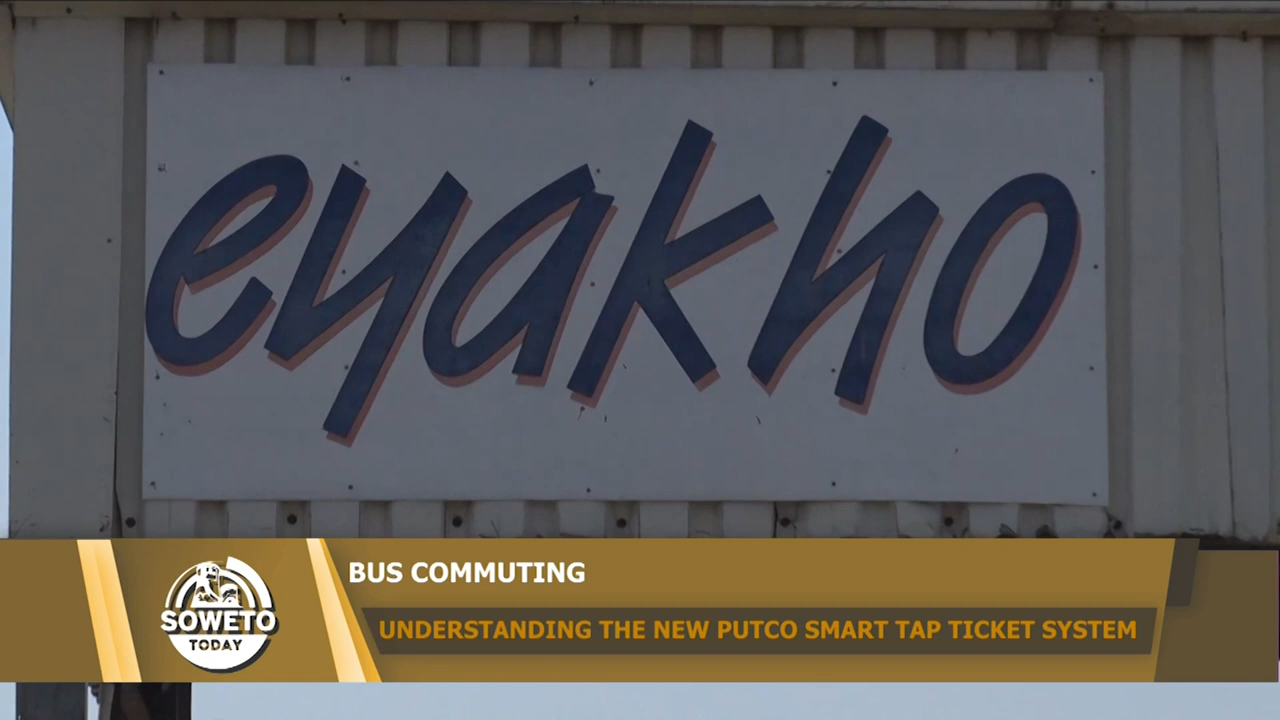 eyakho
BUS COMMUTING
UNDERSTANDING THE NEW PUTCO SMART TAP TICKET SYSTEM
SOWETO
TODAY